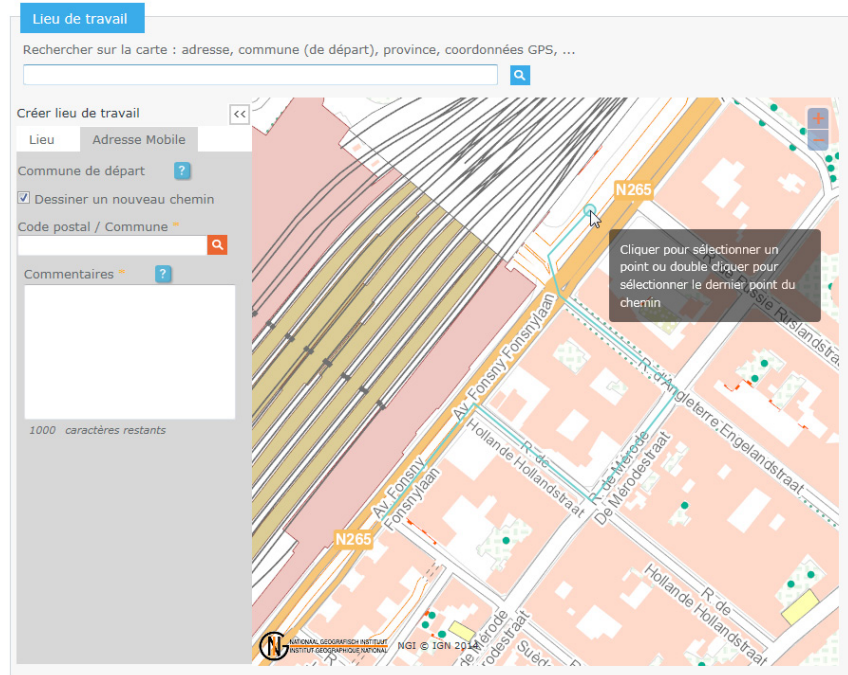 Lieu de travail
Rechercher sur la carte : adresse, commune (de départ), province, coordonnées GPS, ...
Créer lieu de travail
<<
Lieu
Adresse Mobile
Commune de départ
?
Dessiner un nouveau chemin
Code postal / Commune *
Commentaires *
?
1000 caractères restants
+
−
N265
Cliquer pour sélectionner un
point ou double cliquer pour
sélectionner le dernier point du
chemin
R. de Russie Ruslandstraat
Av. Fonsny Fonsnylaan
R. d'Angleterre Engelandstraat
R. de
Hollande Hollandstraat
R. de Mérode
De Mérodestraat
Av. Fonsny
Fonsnylaan
N265
R. de
Hollande Hollandstraat
NATIONAAL GEOGRAFISCH INSTITUUT
INSTITUT GEOGRAPHIQUE NATIONAL
NGI © IGN 2014